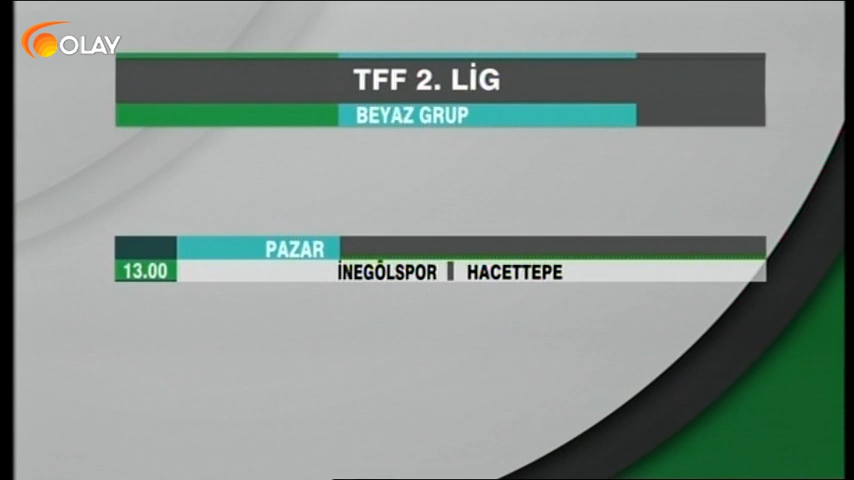 OLAY
TFF 2. LİG
BEYAZ GRUP
PAZAR
13.00 İNEGÖLSPOR HACETTEPE